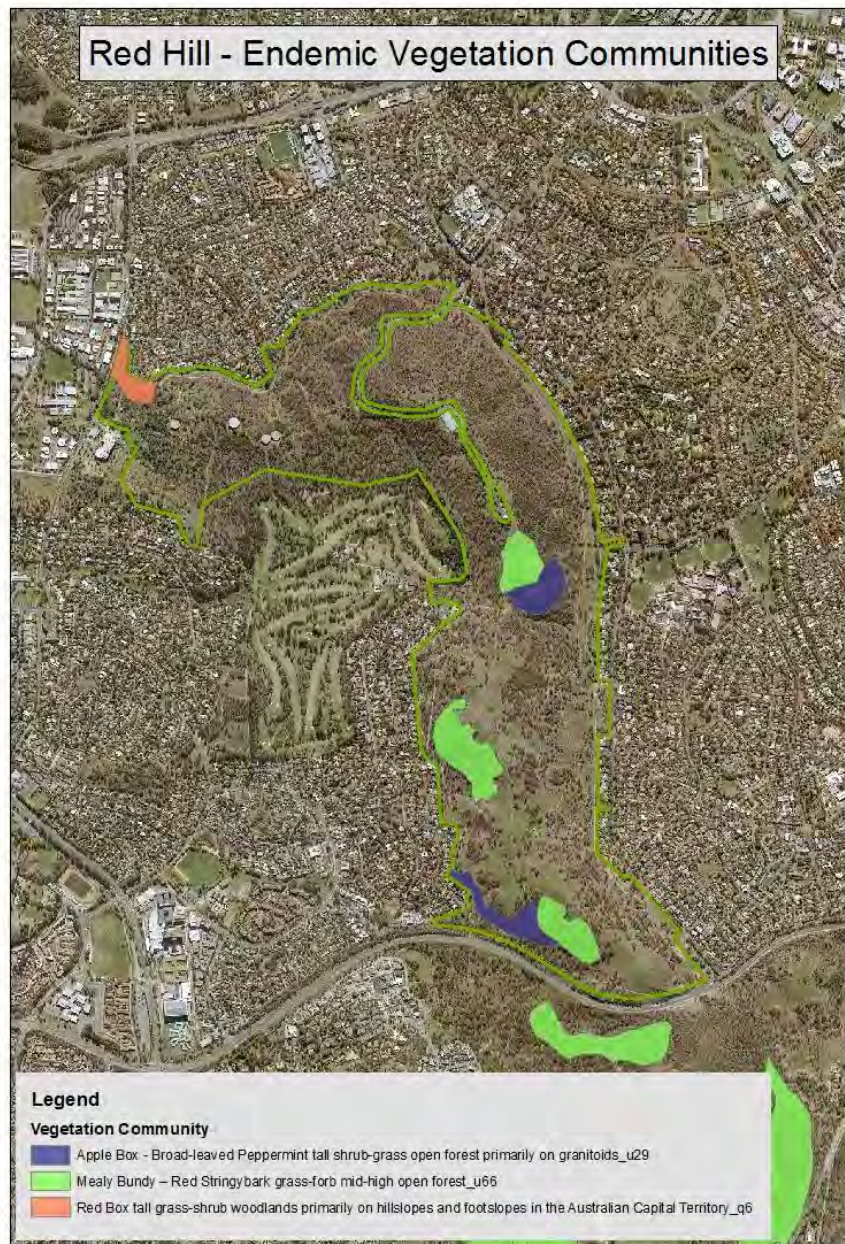 Red Hill - Endemic Vegetation Communities
Legend
Vegetation Community
Apple Box - Broad-leaved Peppermint tall shrub-grass open forest primarily on granitoids_u29
Mealy Bundy – Red Stringybark grass-forb mid-high open forest_u66
Red Box tall grass-shrub woodlands primarily on hillslopes and footslopes in the Australian Capital Territory_q6